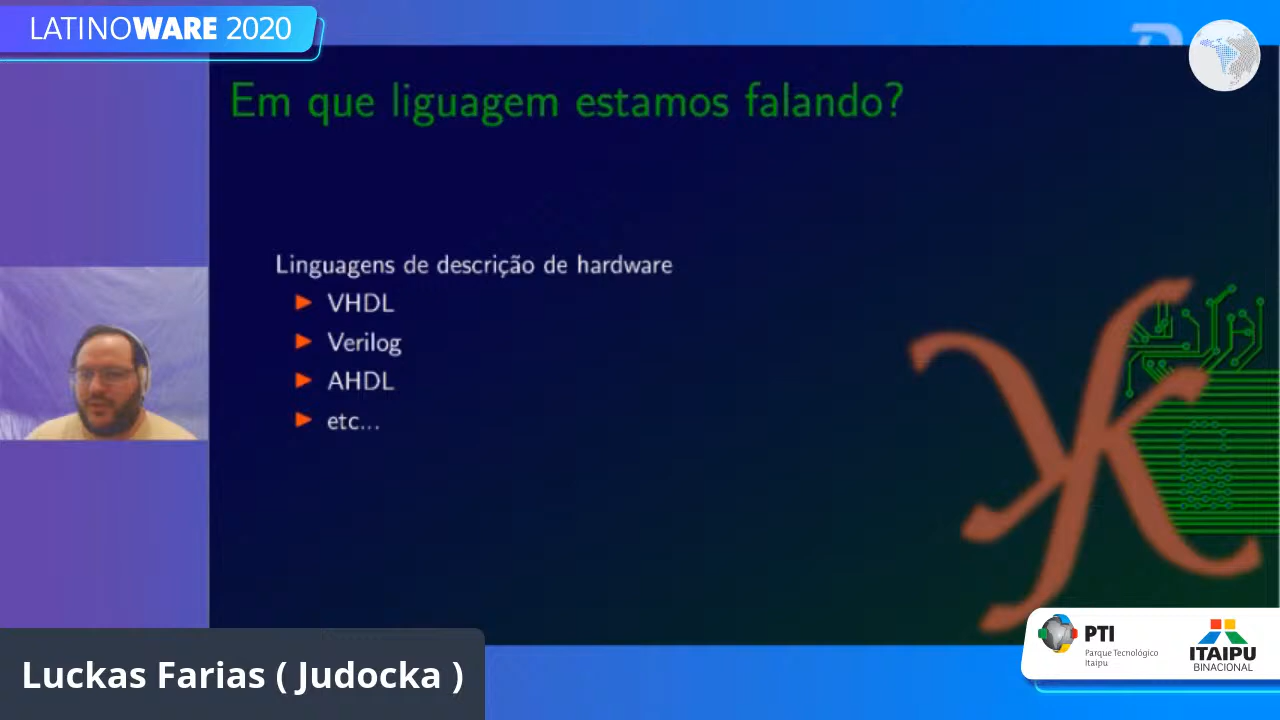 LATINOWARE 2020
Em que liguagem estamos falando?
Linguagens de descrição de hardware
VHDL
Verilog
AHDL
etc...
PTI
Parque Tecnológico
Itaipu
ITAIPU
BINACIONAL
Luckas Farias ( Judocka )